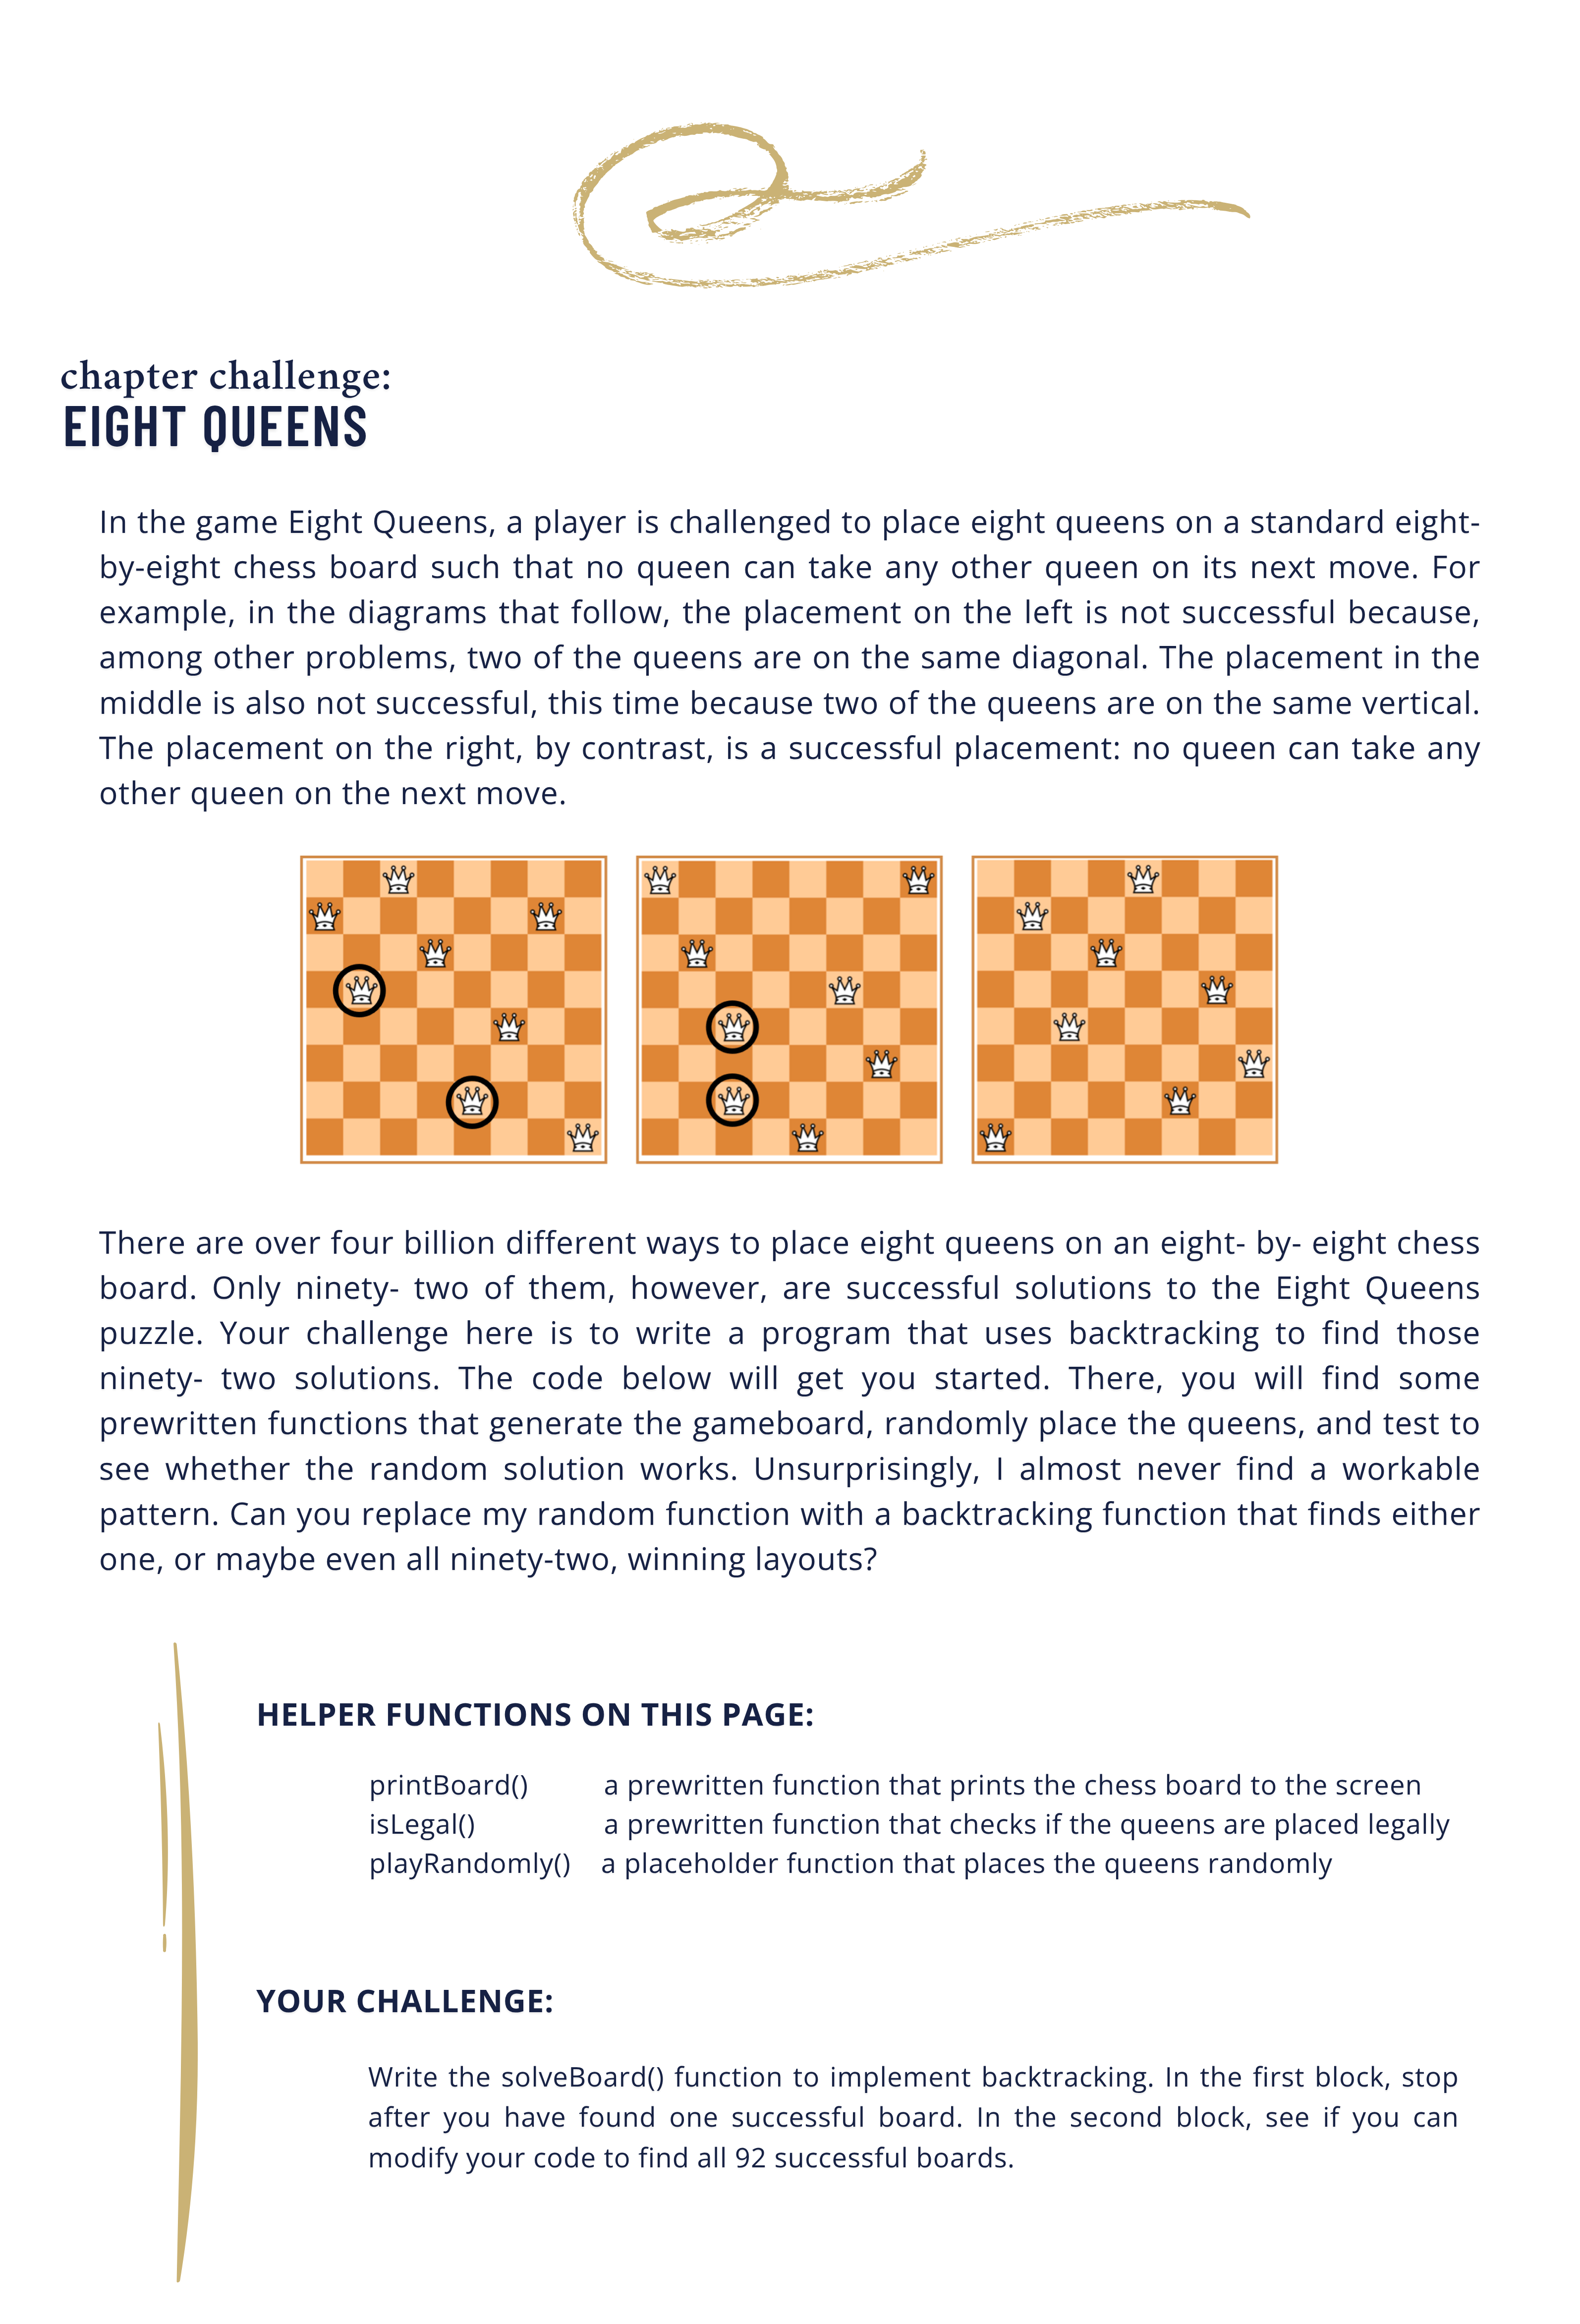 chapter challenge:
EIGHT QUEENS
In the game Eight Queens, a player is challenged to place eight queens on a standard eight-
by-eight chess board such that no queen can take any other queen on its next move. For
example, in the diagrams that follow, the placement on the left is not successful because,
among other problems, two of the queens are on the same diagonal. The placement in the
middle is also not successful, this time because two of the queens are on the same vertical.
The placement on the right, by contrast, is a successful placement: no queen can take any
other queen on the next move.
There are over four billion different ways to place eight queens on an eight- by- eight chess
board. Only ninety- two of them, however, are successful solutions to the Eight Queens
puzzle. Your challenge here is to write a program that uses backtracking to find those
ninety- two solutions. The code below will get you started. There, you will find some
prewritten functions that generate the gameboard, randomly place the queens, and test to
see whether the random solution works. Unsurprisingly, I almost never find a workable
pattern. Can you replace my random function with a backtracking function that finds either
one, or maybe even all ninety-two, winning layouts?
HELPER FUNCTIONS ON THIS PAGE:
printBoard() a prewritten function that prints the chess board to the screen
isLegal() a prewritten function that checks if the queens are placed legally
playRandomly() a placeholder function that places the queens randomly
YOUR CHALLENGE:
Write the solveBoard() function to implement backtracking. In the first block, stop
after you have found one successful board. In the second block, see if you can
modify your code to find all 92 successful boards.